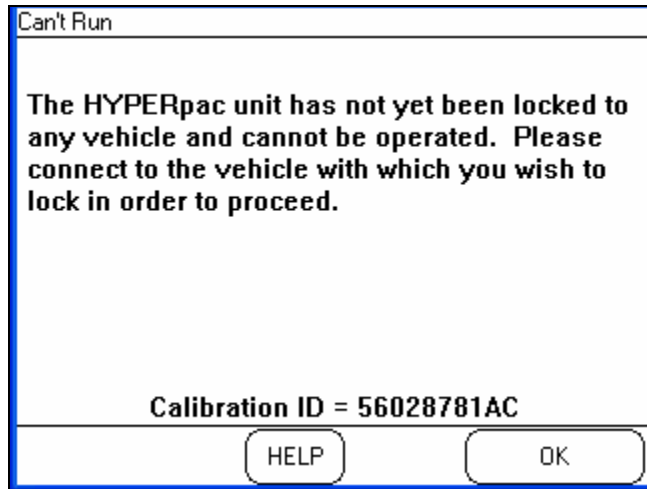 Can't Run
The HYPERpac unit has not yet been locked to
any vehicle and cannot be operated.  Please
connect to the vehicle with which you wish to
lock in order to proceed.
Calibration ID = 56028781AC
HELP OK